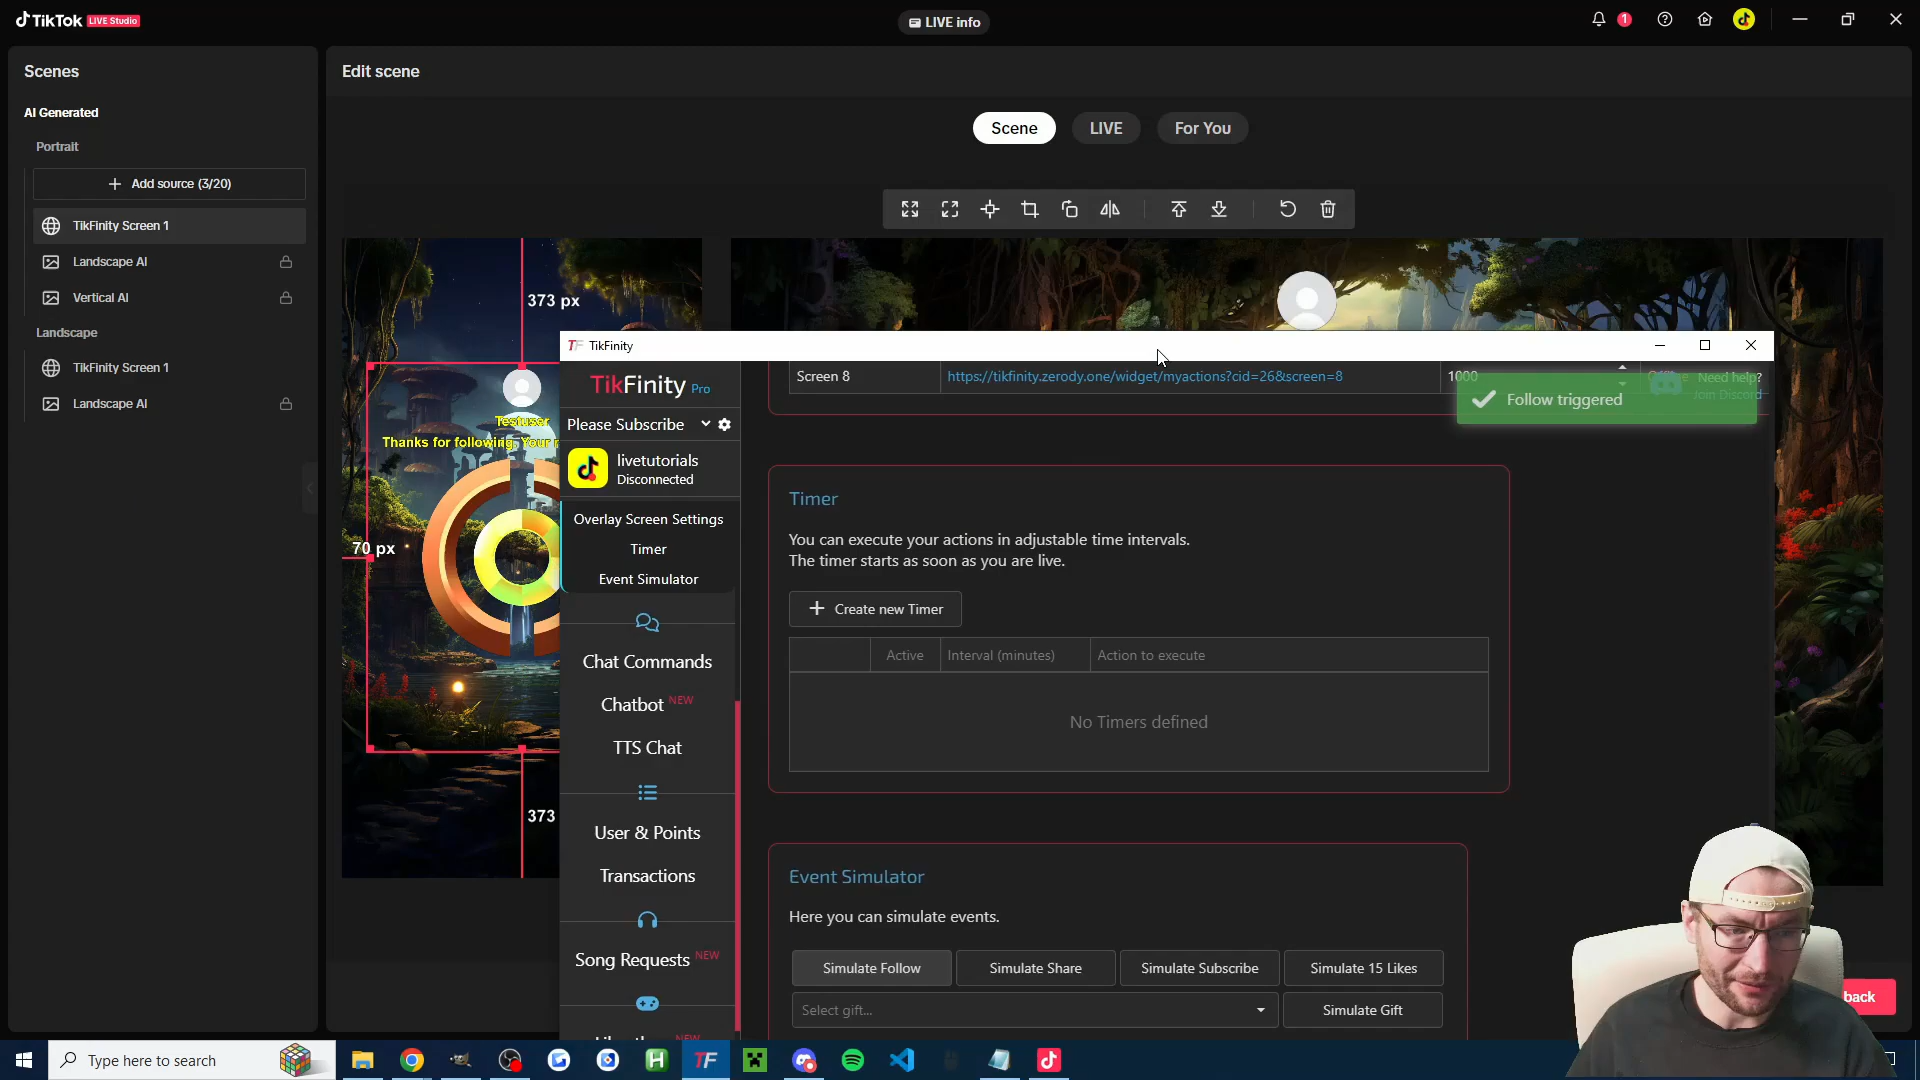 TikTok LIVE Studio
LIVE info
1
Scenes
Edit scene
AI Generated
Portrait
Scene
LIVE
For You
Add source (3/20)
TikFinity Screen 1
Landscape AI
Vertical AI
Landscape
TikFinity Screen 1
Landscape AI
373 px
Testuser
Thanks for following, Your
70 px
373
TF TikFinity
TikFinity Pro
Please Subscribe
livetutorials
Disconnected
Overlay Screen Settings
Timer
Event Simulator
Chat Commands
Chatbot NEW
TTS Chat
User & Points
Transactions
Song Requests NEW
NEW
Screen 8
https://tikfinity.zerody.one/widget/myactions?cid=26&screen=8
1000
Need help?
Join Discord
Follow triggered
Timer
You can execute your actions in adjustable time intervals.
The timer starts as soon as you are live.
Create new Timer
Active
Interval (minutes)
Action to execute
No Timers defined
Event Simulator
Here you can simulate events.
Simulate Follow
Simulate Share
Simulate Subscribe
Simulate 15 Likes
Select gift...
Simulate Gift
back
Type here to search
H
TF